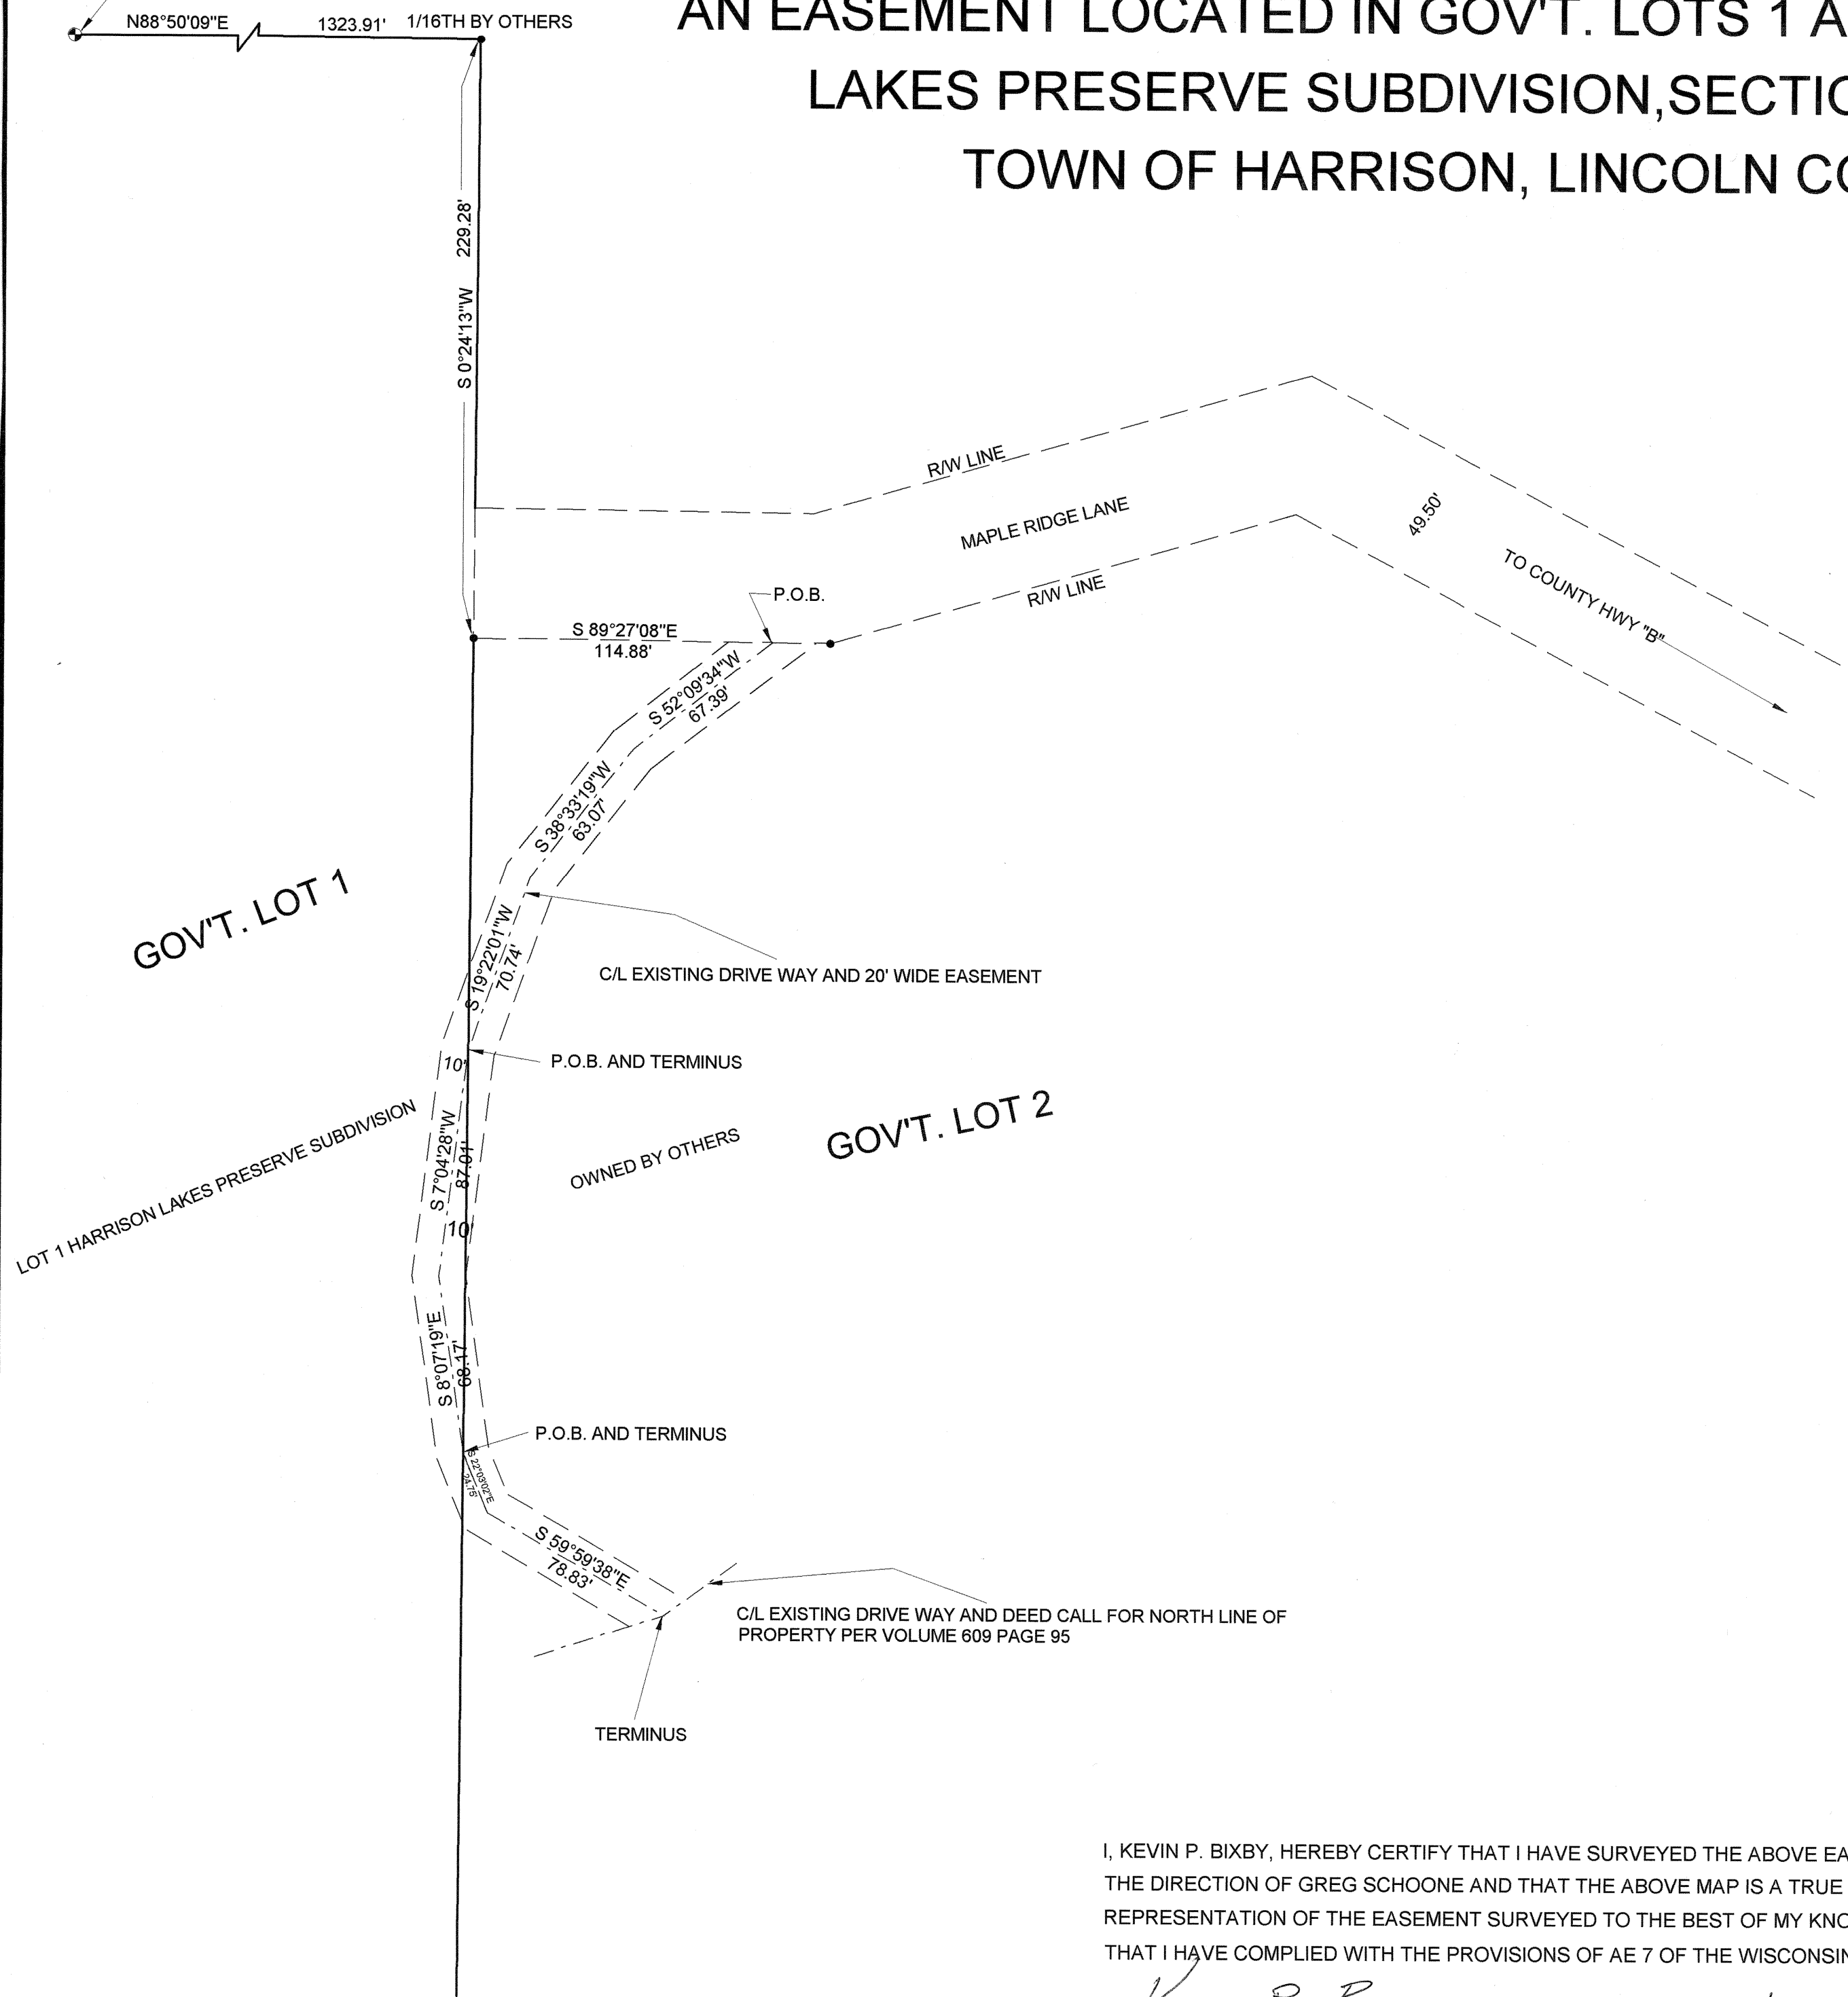 AN EASEMENT LOCATED IN GOV'T. LOTS 1 A
LAKES PRESERVE SUBDIVISION,SECTIO
TOWN OF HARRISON, LINCOLN CO
N88°50'09"E
1323.91'
1/16TH BY OTHERS
229.28'
S 0°24'13"W
R/W LINE
MAPLE RIDGE LANE
R/W LINE
49.50'
TO COUNTY HWY "B"
P.O.B.
S 89°27'08"E
114.88'
S 52°09'34"W
67.39'
S 38°33'19"W
63.07'
GOV'T. LOT 1
S 19°22'01"W
70.74'
C/L EXISTING DRIVE WAY AND 20' WIDE EASEMENT
P.O.B. AND TERMINUS
10'
GOV'T. LOT 2
OWNED BY OTHERS
LOT 1 HARRISON LAKES PRESERVE SUBDIVISION
S 7°04'28"W
87.01'
10'
S 8°07'19"E
68.17'
P.O.B. AND TERMINUS
S 22°03'02"E
24.75'
S 59°59'38"E
78.83'
C/L EXISTING DRIVE WAY AND DEED CALL FOR NORTH LINE OF
PROPERTY PER VOLUME 609 PAGE 95
TERMINUS
I, KEVIN P. BIXBY, HEREBY CERTIFY THAT I HAVE SURVEYED THE ABOVE EA
THE DIRECTION OF GREG SCHOONE AND THAT THE ABOVE MAP IS A TRUE
REPRESENTATION OF THE EASEMENT SURVEYED TO THE BEST OF MY KNO
THAT I HAVE COMPLIED WITH THE PROVISIONS OF AE 7 OF THE WISCONSIN